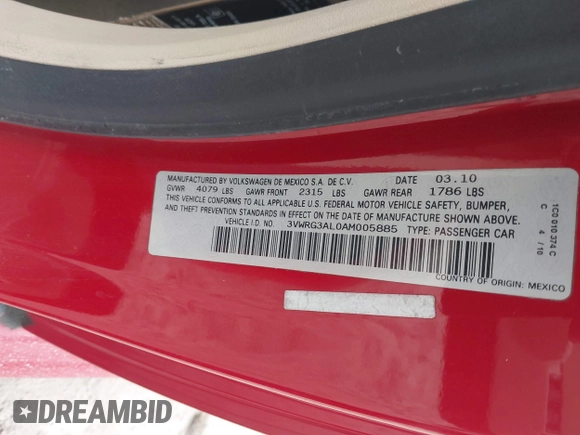 MANUFACTURED BY VOLKSWAGEN DE MEXICO S.A. DE C.V. DATE 03.10
GVWR 4079 LBS GAWR FRONT 2315 LBS GAWR REAR 1786 LBS
THIS VEHICLE CONFORMS TO ALL APPLICABLE U.S. FEDERAL MOTOR VEHICLE SAFETY, BUMPER,
AND THEFT PREVENTION STANDARDS IN EFFECT ON THE DATE OF MANUFACTURE SHOWN ABOVE.
VEHICLE I.D. 3VWRG3AL0AM005885 TYPE: PASSENGER CAR
COUNTRY OF ORIGIN: MEXICO
1C0 010 374 C
C 4/10
DREAMBID